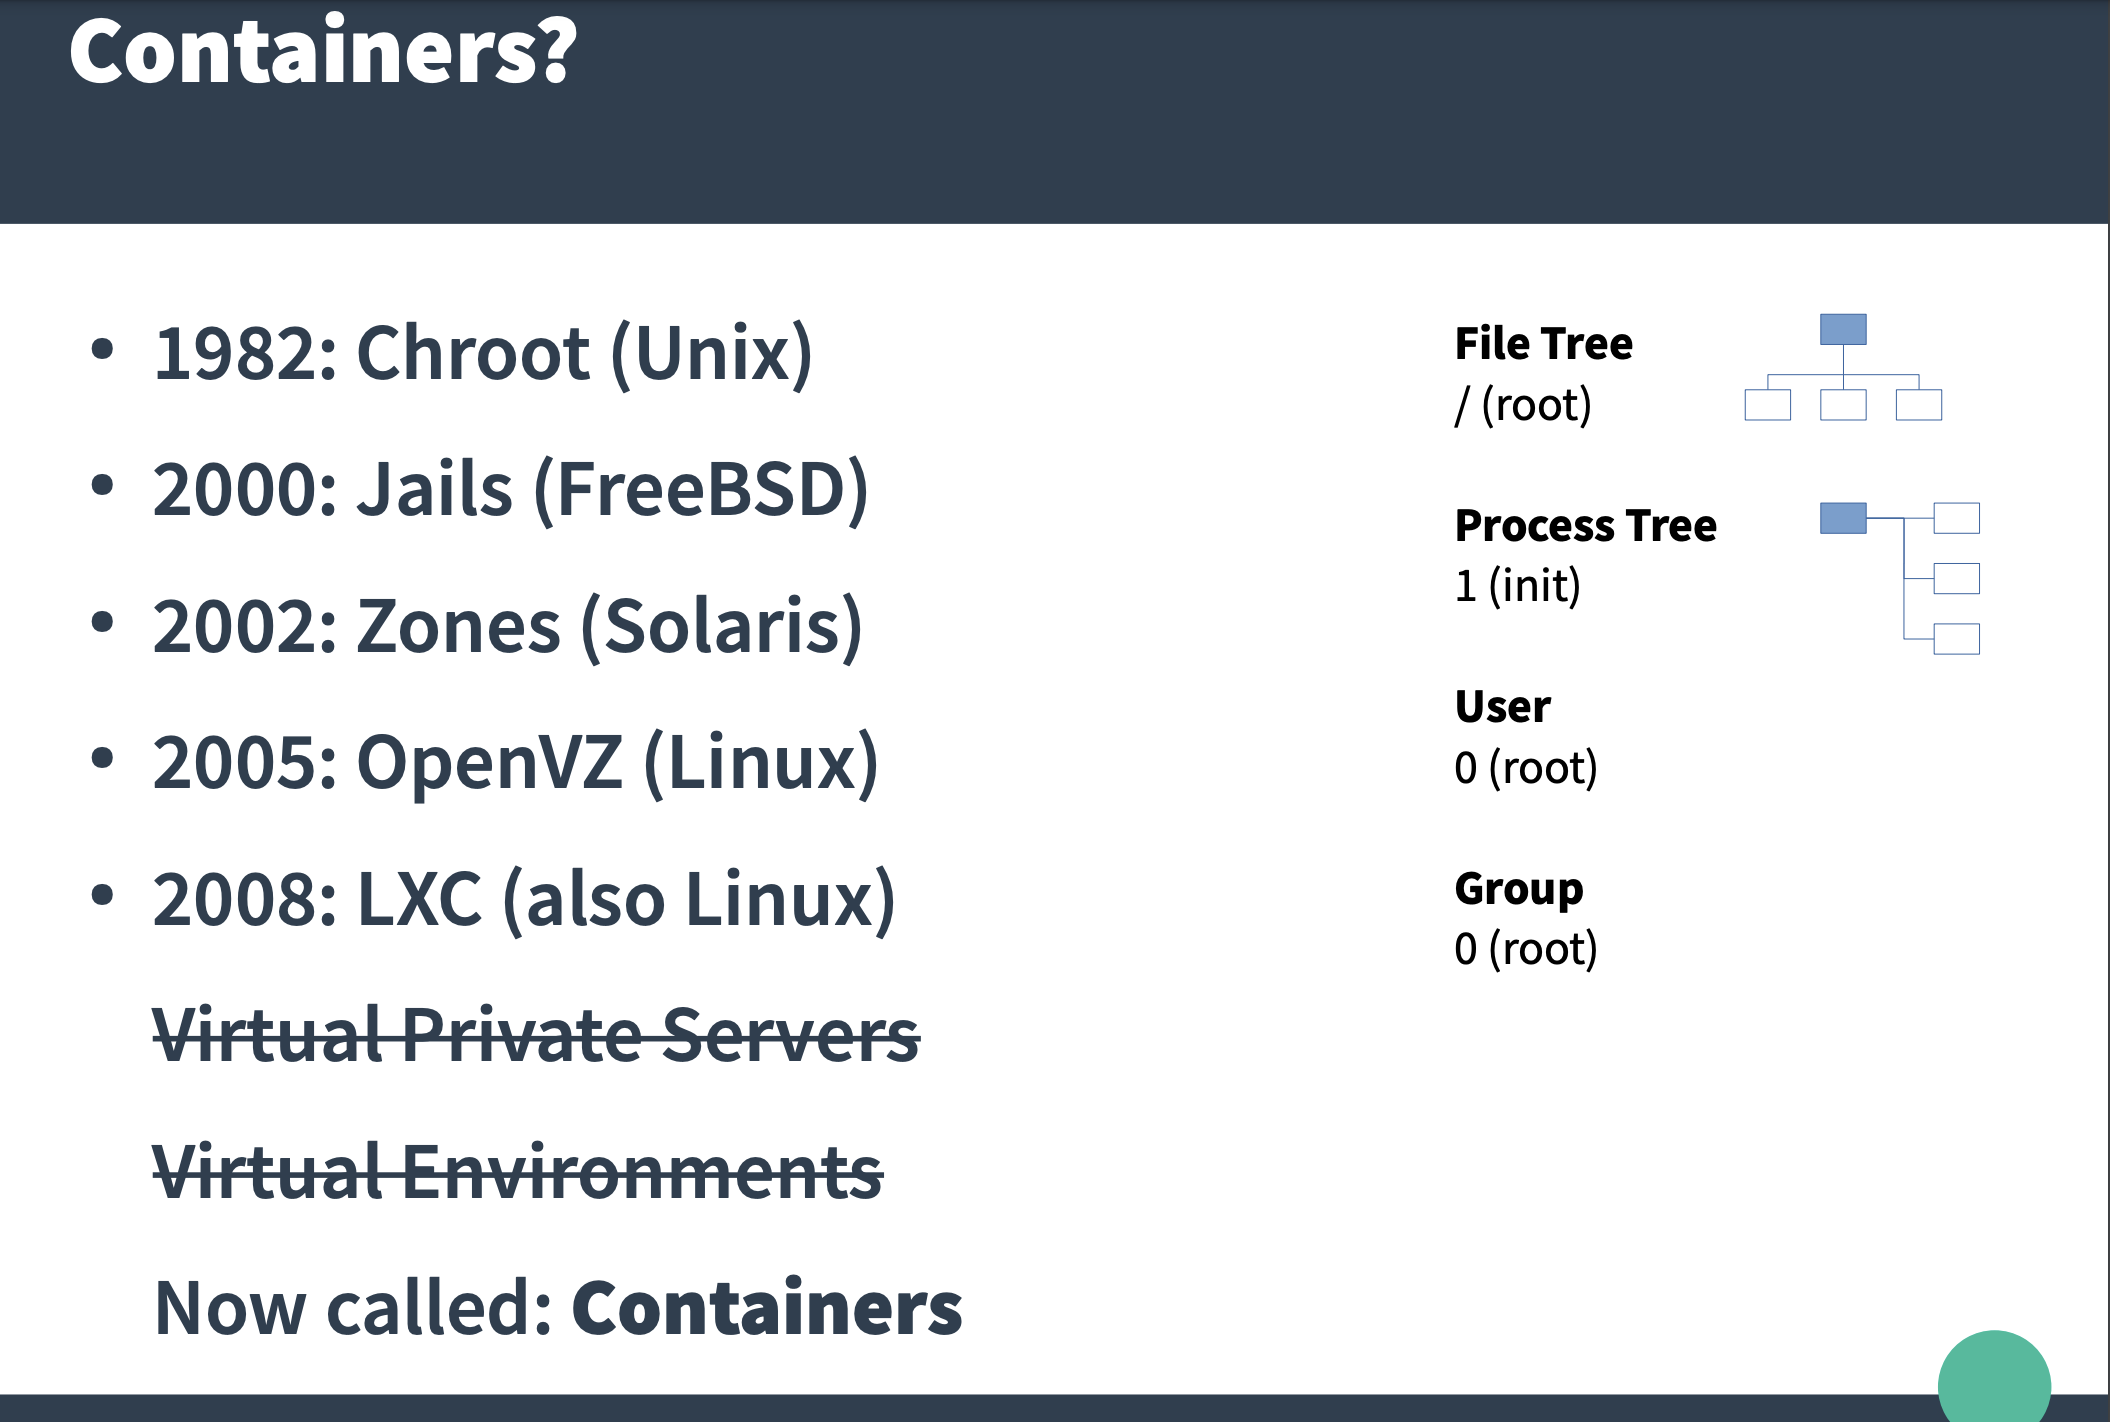 Containers?
• 1982: Chroot (Unix)
• 2000: Jails (FreeBSD)
• 2002: Zones (Solaris)
• 2005: OpenVZ (Linux)
• 2008: LXC (also Linux)
Virtual Private Servers
Virtual Environments
Now called: Containers
File Tree
/ (root)
Process Tree
1 (init)
User
0 (root)
Group
0 (root)